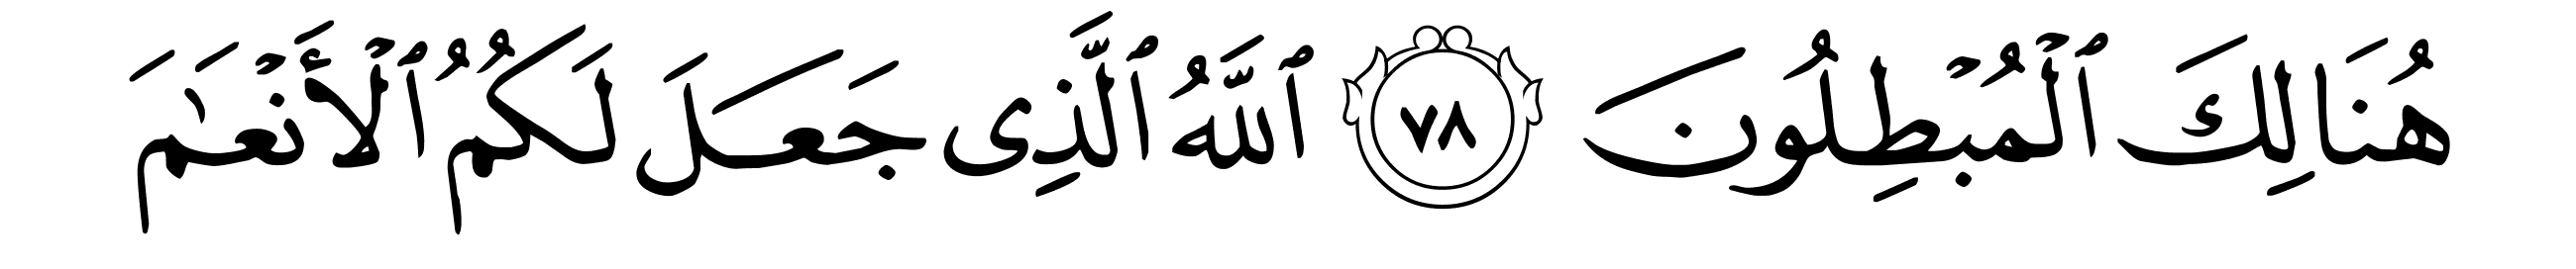 هُنَالِكَ ٱلْمُبْطِلُونَ ٧٨ ٱللَّهُ ٱلَّذِى جَعَلَ لَكُمُ ٱلْأَنْعَٰمَ